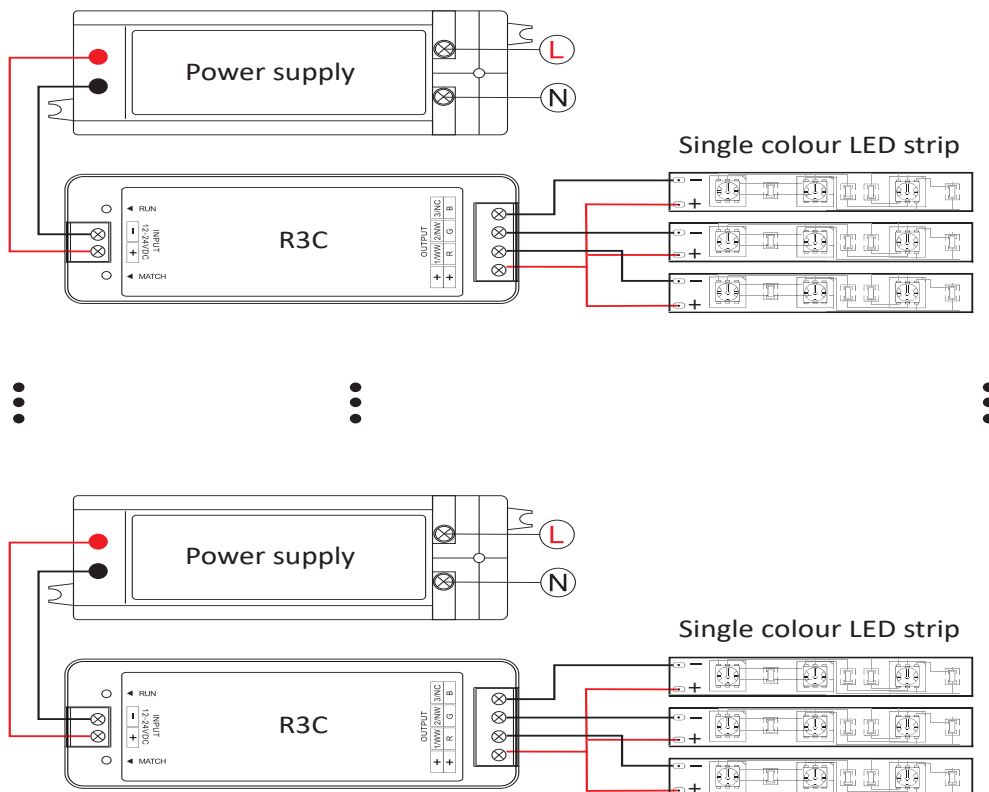 Power supply
L
N
Single colour LED strip
RUN
MATCH
INPUT
12-24VDC
- +
R3C
OUTPUT
+ 1/WW 2/NW 3/NC
+ R G B
- +
- +
- +
Power supply
L
N
Single colour LED strip
RUN
MATCH
INPUT
12-24VDC
- +
R3C
OUTPUT
+ 1/WW 2/NW 3/NC
+ R G B
- +
- +
- +